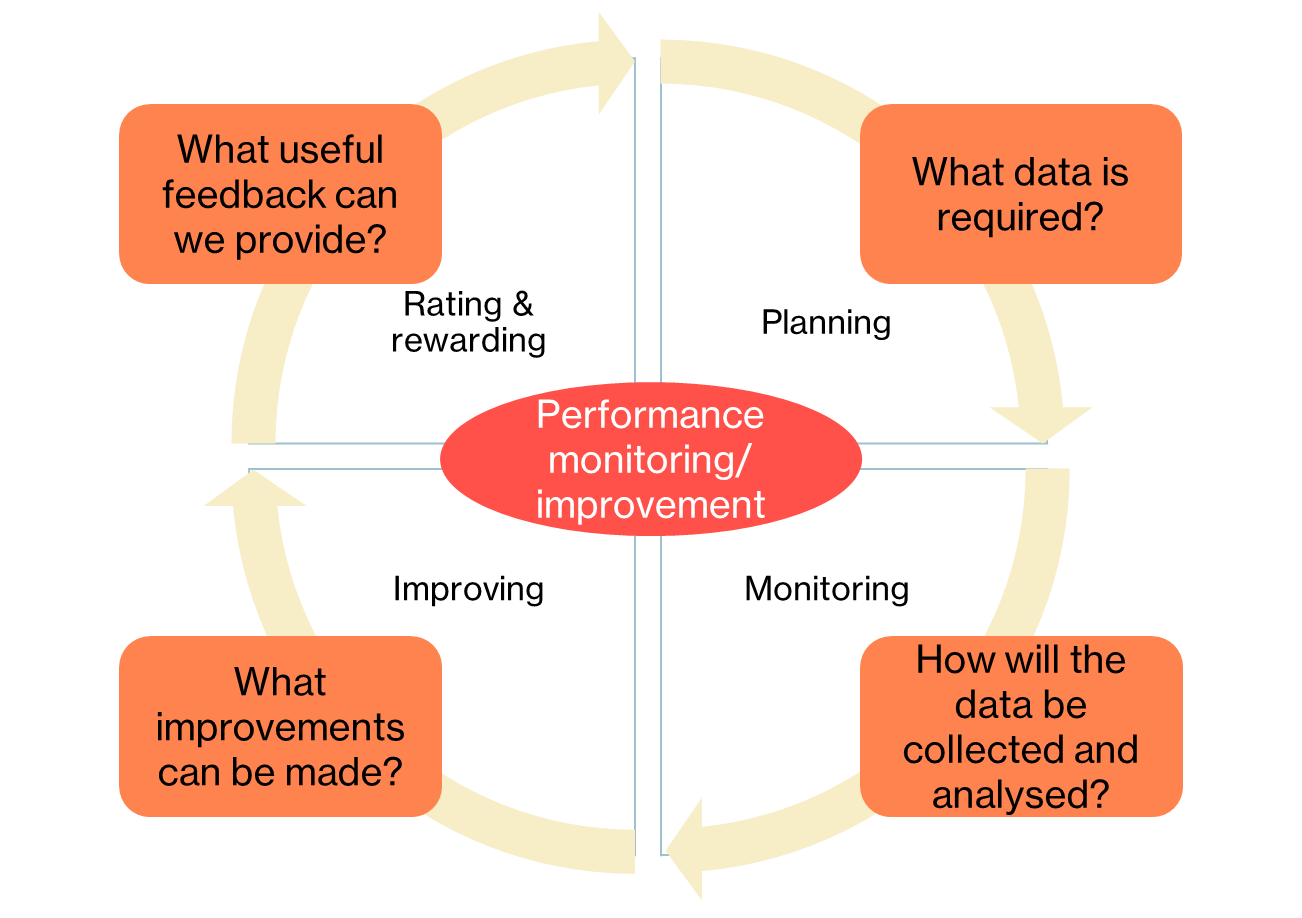 What useful
feedback can
we provide?
What data is
required?
Rating &
rewarding
Planning
Performance
monitoring/
improvement
Improving
Monitoring
What
improvements
can be made?
How will the
data be
collected and
analysed?